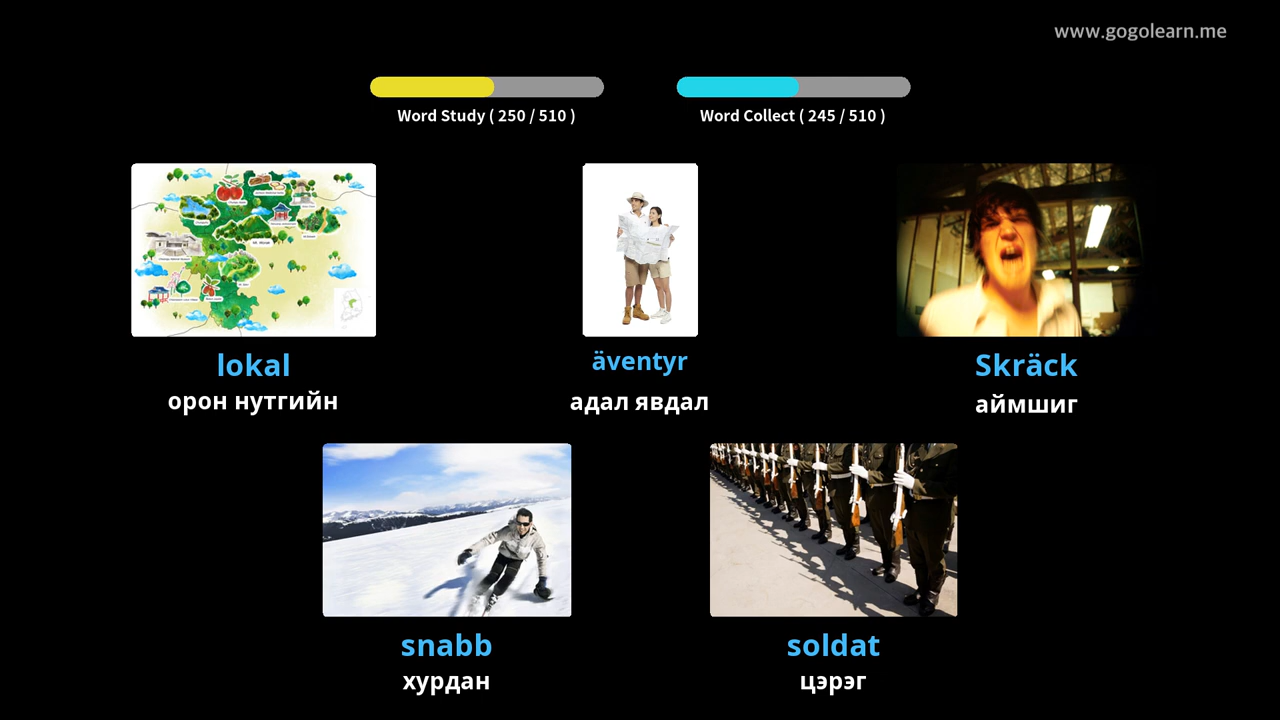 www.gogolearn.me
Word Study ( 250 / 510 )
Word Collect ( 245 / 510 )
lokal
орон нутгийн
äventyr
адал явдал
Skräck
аймшиг
snabb
хурдан
soldat
цэрэг